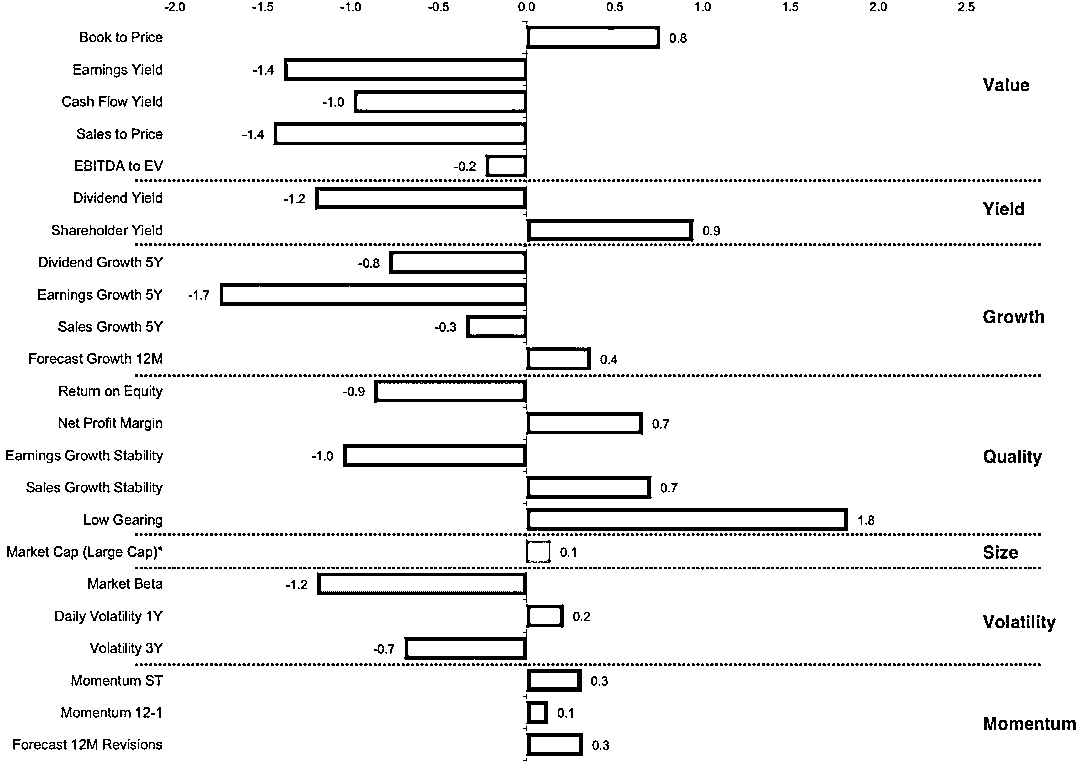 -2.0 -1.5 -1.0 -0.5 0.0 0.5 1.0 1.5 2.0 2.5
Book to Price 0.8
Earnings Yield -1.4
Value
Cash Flow Yield -1.0
Sales to Price -1.4
EBITDA to EV -0.2
Dividend Yield -1.2
Yield
Shareholder Yield 0.9
Dividend Growth 5Y -0.8
Earnings Growth 5Y -1.7
Growth
Sales Growth 5Y -0.3
Forecast Growth 12M 0.4
Return on Equity -0.9
Net Profit Margin 0.7
Earnings Growth Stability -1.0 Quality
Sales Growth Stability 0.7
Low Gearing 1.8
Market Cap (Large Cap)* 0.1 Size
Market Beta -1.2
Daily Volatility 1Y 0.2 Volatility
Volatility 3Y -0.7
Momentum ST 0.3
Momentum 12-1 0.1
Momentum
Forecast 12M Revisions 0.3